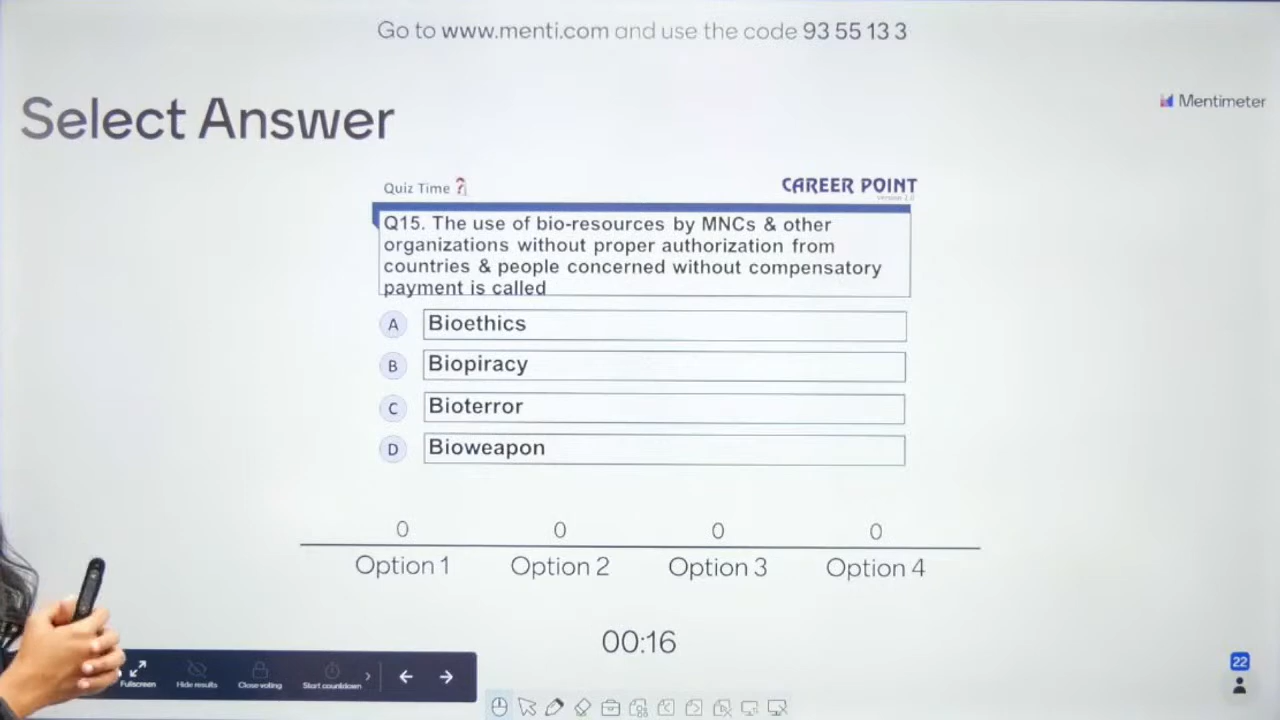 Go to www.menti.com and use the code 93 55 13 3
Select Answer
Mentimeter
Quiz Time ?
CAREER POINT
Version 2.0
Q15. The use of bio-resources by MNCs & other
organizations without proper authorization from
countries & people concerned without compensatory
payment is called
A Bioethics
B Biopiracy
C Bioterror
D Bioweapon
0 0 0 0
Option 1 Option 2 Option 3 Option 4
00:16
22
Fullscreen Hide results Close voting Start countdown